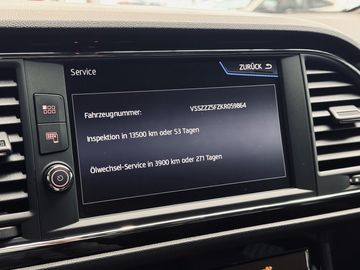 ZURÜCK
Service
Fahrzeugnummer: VSSZZZ5FZKR059864
Inspektion in 13500 km oder 53 Tagen
Ölwechsel-Service in 3900 km oder 271 Tagen